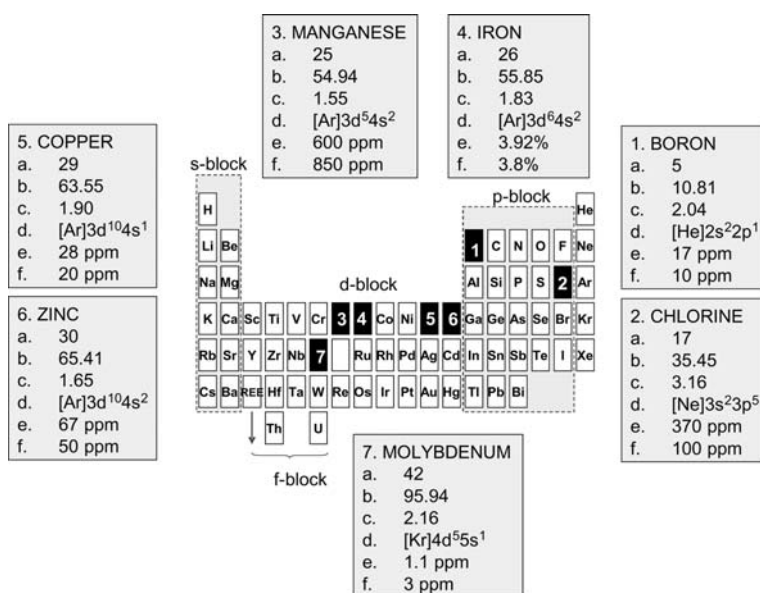 3. MANGANESE
a. 25
b. 54.94
c. 1.55
d. [Ar]3d⁵4s²
e. 600 ppm
f. 850 ppm
4. IRON
a. 26
b. 55.85
c. 1.83
d. [Ar]3d⁶4s²
e. 3.92%
f. 3.8%
5. COPPER
a. 29
b. 63.55
c. 1.90
d. [Ar]3d¹⁰4s¹
e. 28 ppm
f. 20 ppm
1. BORON
a. 5
b. 10.81
c. 2.04
d. [He]2s²2p¹
e. 17 ppm
f. 10 ppm
6. ZINC
a. 30
b. 65.41
c. 1.65
d. [Ar]3d¹⁰4s²
e. 67 ppm
f. 50 ppm
2. CHLORINE
a. 17
b. 35.45
c. 3.16
d. [Ne]3s²3p⁵
e. 370 ppm
f. 100 ppm
s-block
p-block
H He
Li Be 1 C N O F Ne
d-block
Na Mg Al Si P S 2 Ar
K Ca Sc Ti V Cr 3 4 Co Ni 5 6 Ga Ge As Se Br Kr
Rb Sr Y Zr Nb 7 Ru Rh Pd Ag Cd In Sn Sb Te I Xe
Cs Ba REE Hf Ta W Re Os Ir Pt Au Hg Tl Pb Bi
Th U
f-block
7. MOLYBDENUM
a. 42
b. 95.94
c. 2.16
d. [Kr]4d⁵5s¹
e. 1.1 ppm
f. 3 ppm